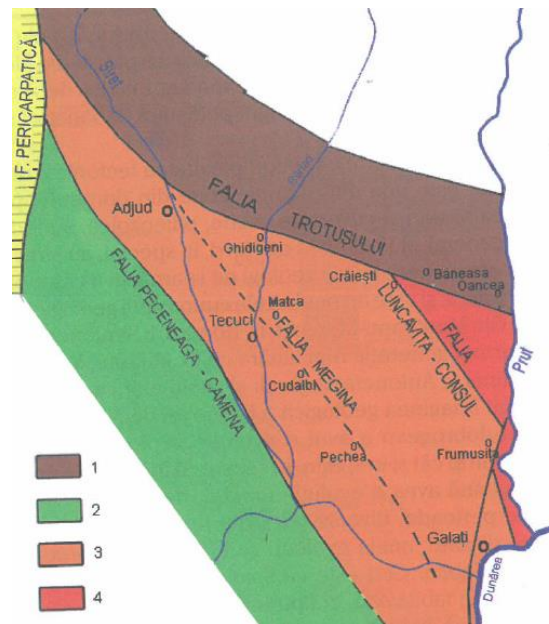 F. PERICARPATICĂ
Siret
Bârlad
FALIA TROTUȘULUI
Adjud
Ghidigeni
Crăiești
Băneasa
Oancea
FALIA PECENEAGA - CAMENA
Matca
Tecuci
FALIA MEGINA
FALIA
LUNCAVIȚA - CONSUL
Prut
Cudalbi
Pechea
Frumușița
Galați
Dunărea
1
2
3
4